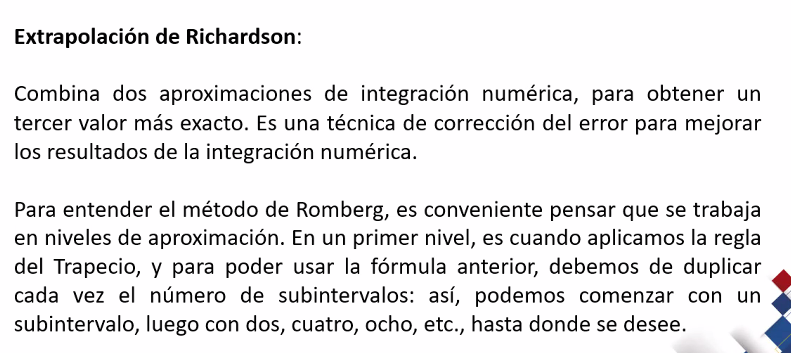 Extrapolación de Richardson:
Combina dos aproximaciones de integración numérica, para obtener un
tercer valor más exacto. Es una técnica de corrección del error para mejorar
los resultados de la integración numérica.
Para entender el método de Romberg, es conveniente pensar que se trabaja
en niveles de aproximación. En un primer nivel, es cuando aplicamos la regla
del Trapecio, y para poder usar la fórmula anterior, debemos de duplicar
cada vez el número de subintervalos: así, podemos comenzar con un
subintervalo, luego con dos, cuatro, ocho, etc., hasta donde se desee.